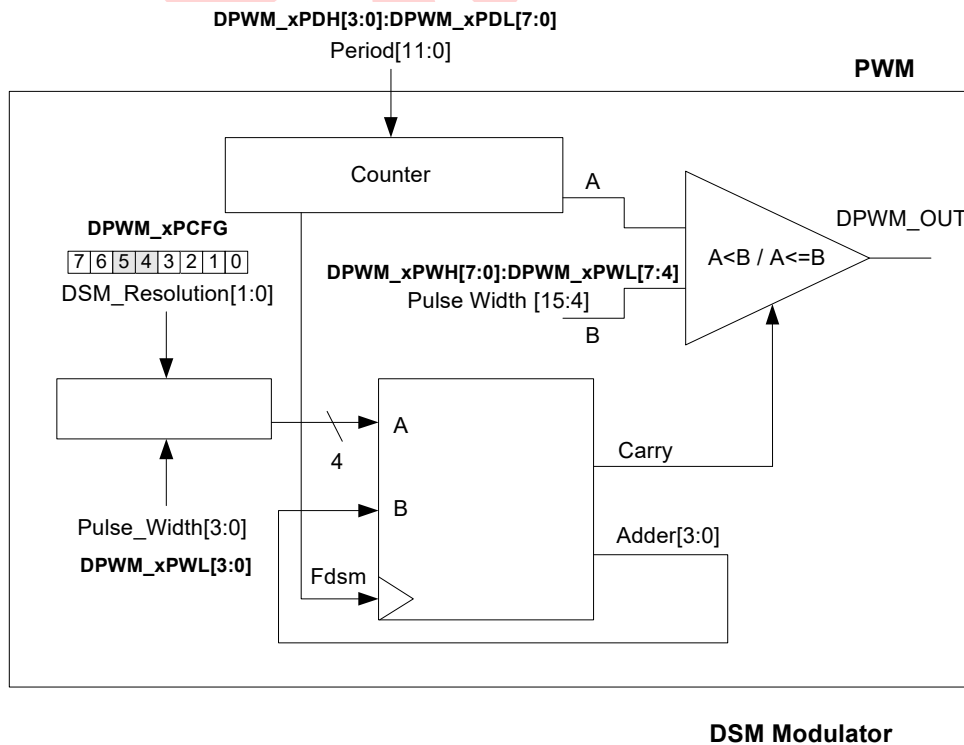 DPWM_xPDH[3:0]:DPWM_xPDL[7:0]
Period[11:0]
PWM
Counter
A
DPWM_OUT
DPWM_xPCFG
7 6 5 4 3 2 1 0
DSM_Resolution[1:0]
A<B / A<=B
DPWM_xPWH[7:0]:DPWM_xPWL[7:4]
Pulse Width [15:4]
B
A
4
Carry
B
Pulse_Width[3:0]
DPWM_xPWL[3:0]
Adder[3:0]
Fdsm
DSM Modulator